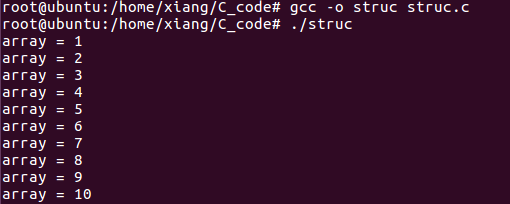 root@ubuntu:/home/xiang/C_code# gcc -o struc struc.c
root@ubuntu:/home/xiang/C_code# ./struc
array = 1
array = 2
array = 3
array = 4
array = 5
array = 6
array = 7
array = 8
array = 9
array = 10